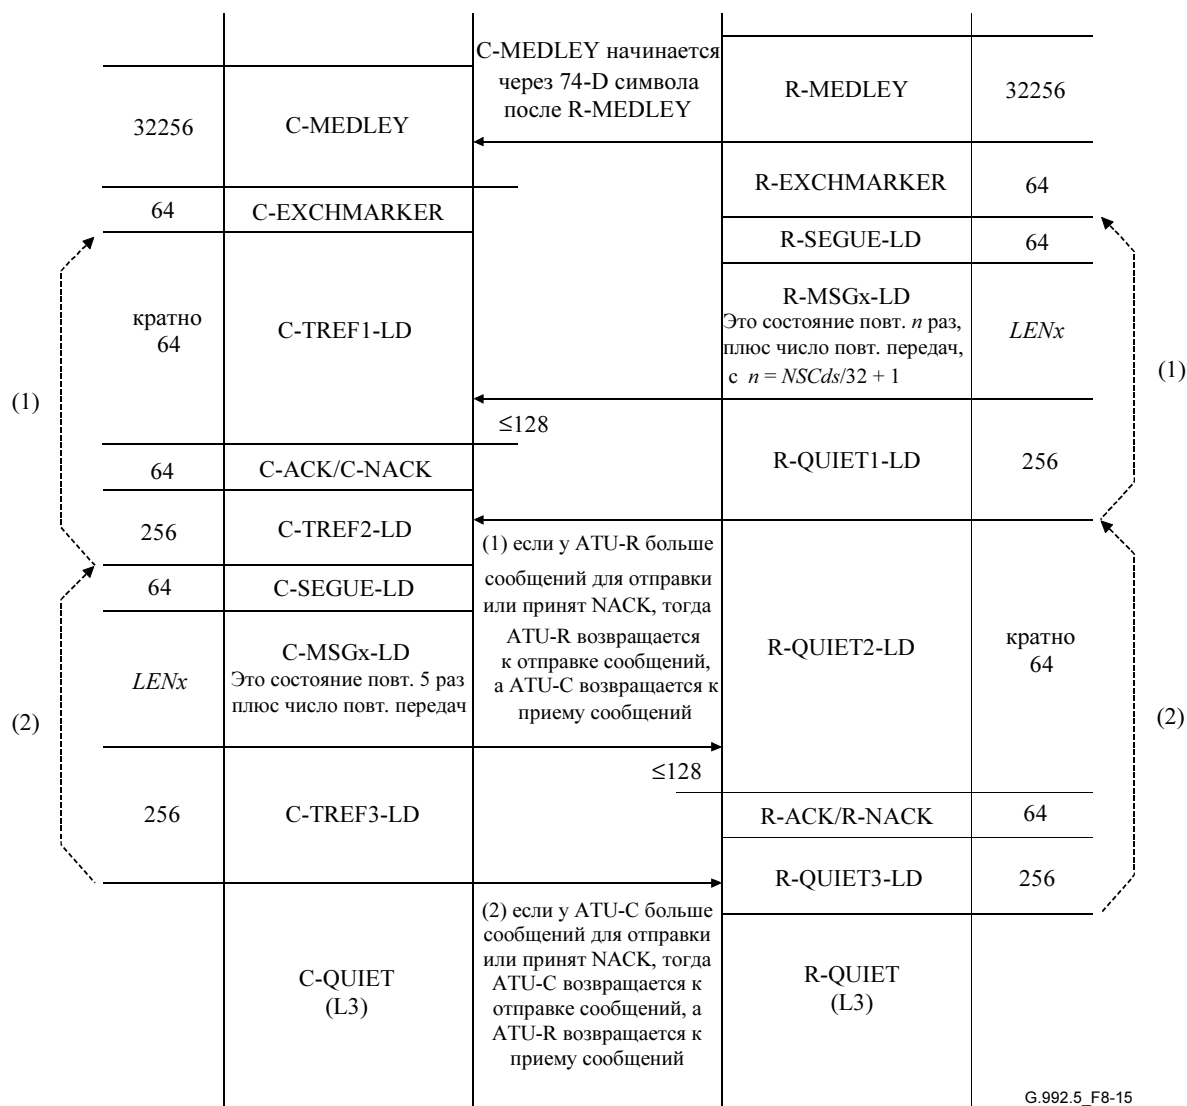 C-MEDLEY начинается
через 74-D символа
после R-MEDLEY
R-MEDLEY
32256
32256
C-MEDLEY
R-EXCHMARKER
64
64
C-EXCHMARKER
R-SEGUE-LD
64
кратно
64
C-TREF1-LD
R-MSGx-LD
Это состояние повт. n раз,
плюс число повт. передач,
с n = NSCds/32 + 1
LENx
(1)
(1)
≤128
64
C-ACK/C-NACK
R-QUIET1-LD
256
256
C-TREF2-LD
(1) если у ATU-R больше
сообщений для отправки
или принят NACK, тогда
ATU-R возвращается
к отправке сообщений,
а ATU-C возвращается к
приему сообщений
64
C-SEGUE-LD
R-QUIET2-LD
кратно
64
LENx
C-MSGx-LD
Это состояние повт. 5 раз
плюс число повт. передач
(2)
(2)
≤128
256
C-TREF3-LD
R-ACK/R-NACK
64
R-QUIET3-LD
256
(2) если у ATU-C больше
сообщений для отправки
или принят NACK, тогда
ATU-C возвращается к
отправке сообщений, а
ATU-R возвращается к
приему сообщений
C-QUIET
(L3)
R-QUIET
(L3)
G.992.5_F8-15